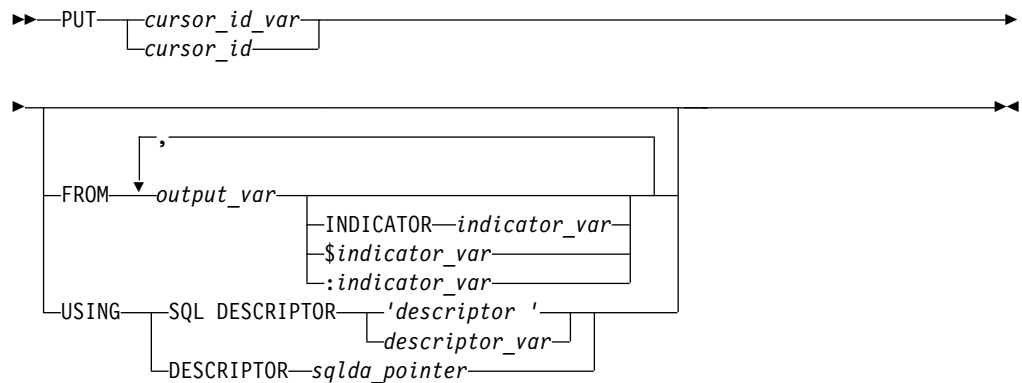 PUT cursor_id_var
cursor_id
,
FROM output_var
INDICATOR indicator_var
$indicator_var
:indicator_var
USING SQL DESCRIPTOR 'descriptor '
descriptor_var
DESCRIPTOR sqlda_pointer